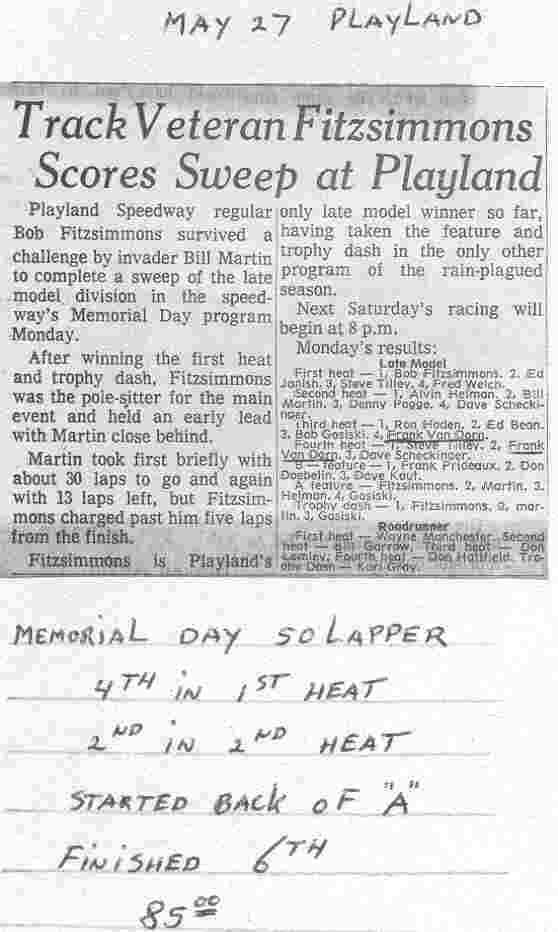 MAY 27 PLAYLAND
Track Veteran Fitzsimmons
Scores Sweep at Playland
Playland Speedway regular
Bob Fitzsimmons survived a
challenge by invader Bill Martin
to complete a sweep of the late
model division in the speed-
way's Memorial Day program
Monday.
After winning the first heat
and trophy dash, Fitzsimmons
was the pole-sitter for the main
event and held an early lead
with Martin close behind.
Martin took first briefly with
about 30 laps to go and again
with 13 laps left, but Fitzsim-
mons charged past him five laps
from the finish.
Fitzsimmons is Playland's
only late model winner so far,
having taken the feature and
trophy dash in the only other
program of the rain-plagued
season.
Next Saturday's racing will
begin at 8 p.m.
Monday's results:
Late Model
First heat — 1, Bob Fitzsimmons. 2. Ed
Janish. 3, Steve Tilley. 4, Fred Welch.
Second heat — 1. Alvin Heiman. 2. Bill
Martin. 3, Denny Pogge. 4, Dave Schecki-
nger.
Third heat — 1, Ron Haden. 2, Ed Bean.
3, Bob Gosiski. 4, Frank Van Dorn.
Fourth heat — 1, Steve Tilley. 2, Frank
Van Dorn. 3, Dave Scheckinger.
B — feature — 1, Frank Prideaux. 2. Don
Doebelin. 3, Dave Kaut.
A feature — Fitzsimmons. 2, Martin. 3.
Heiman. 4, Gosiski.
Trophy dash — 1, Fitzsimmons. 2, mar-
tin. 3, Gosiski.
Roadrunner
First heat — Wayne Manchester. Second
heat — Bill Garrow, Third heat — Don
Lemley; Fourth heat — Don Hatfield. Tro-
phy Dash — Karl Gray.
MEMORIAL DAY 50 LAPPER
4TH IN 1ST HEAT
2ND IN 2ND HEAT
STARTED BACK OF "A"
FINISHED 6TH
85 00